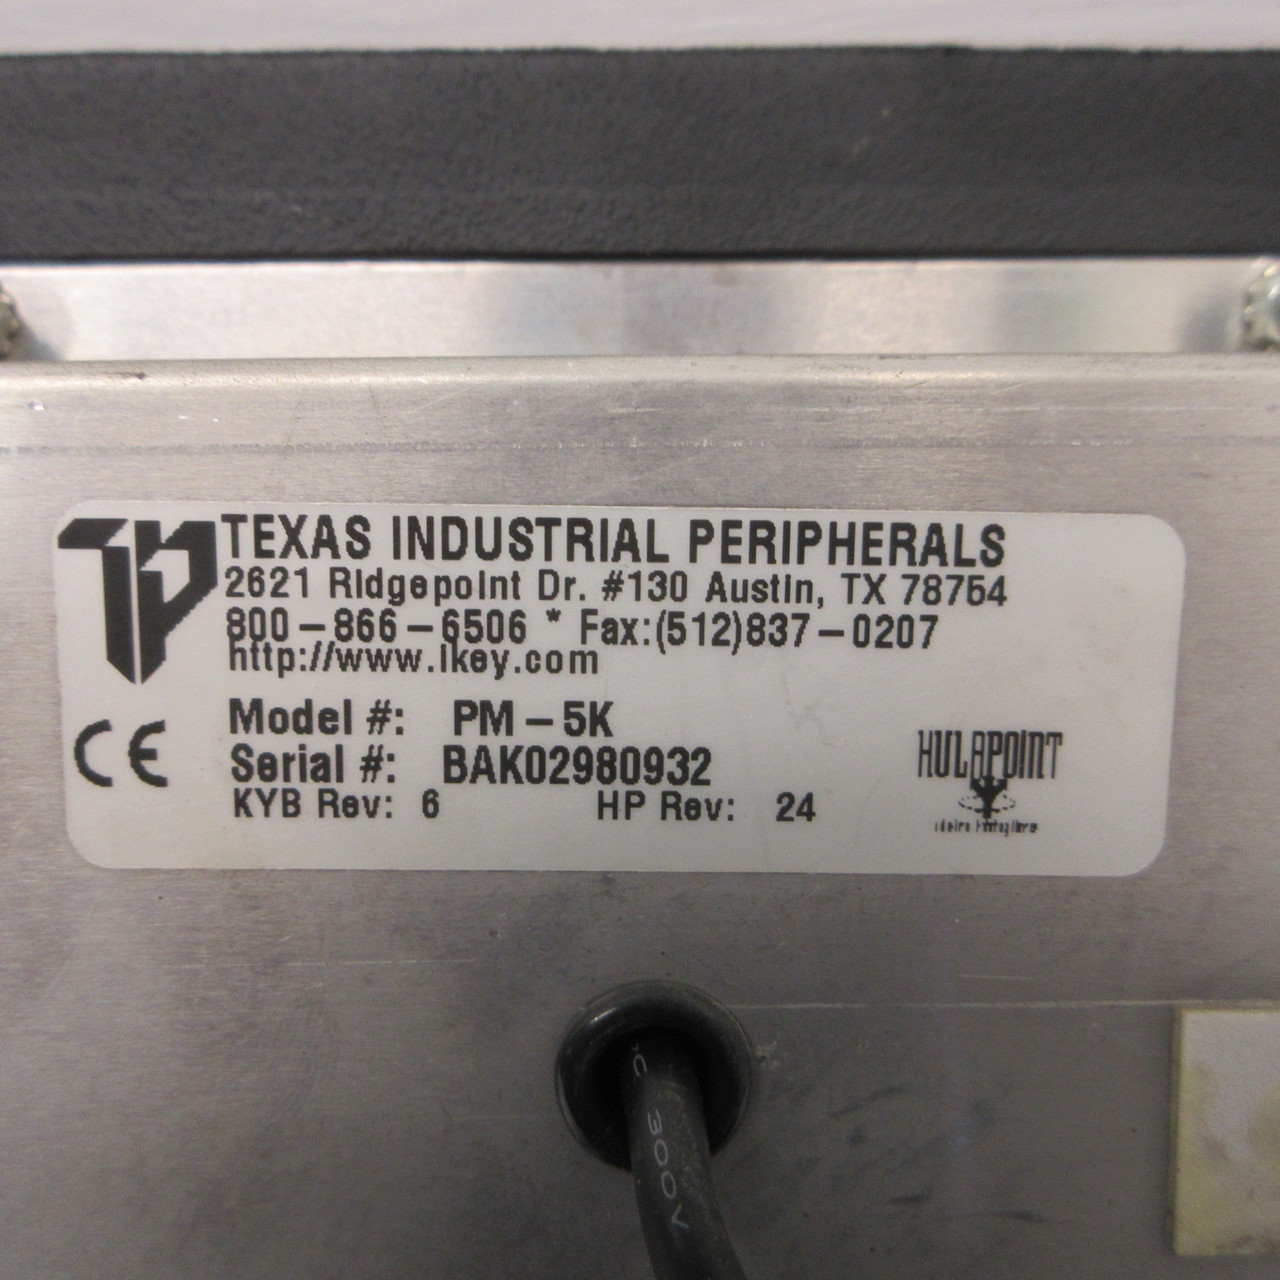 TEXAS INDUSTRIAL PERIPHERALS
2621 Ridgepoint Dr. #130 Austin, TX 78754
800-866-6506 * Fax:(512)837-0207
http://www.ikey.com
Model #: PM-5K
Serial #: BAK02980932
KYB Rev: 6 HP Rev: 24
CE
HULAPOINT
300V